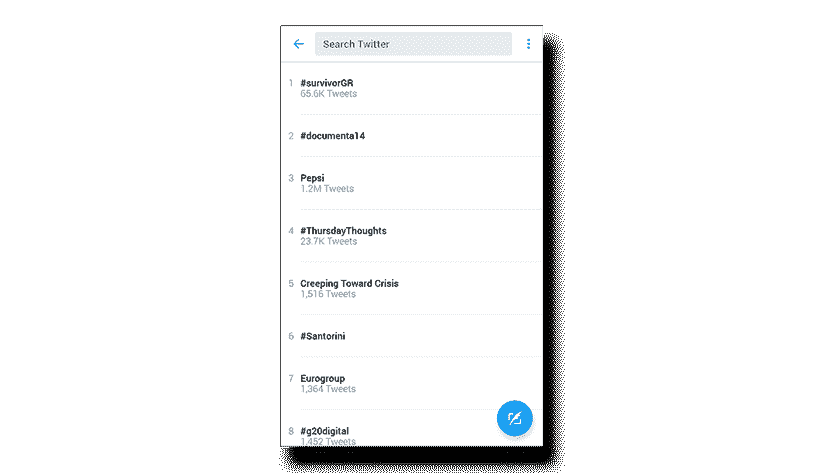 Search Twitter
1 #survivorGR
65.6K Tweets
2 #documenta14
3 Pepsi
1.2M Tweets
4 #ThursdayThoughts
23.7K Tweets
5 Creeping Toward Crisis
1,516 Tweets
6 #Santorini
7 Eurogroup
1,364 Tweets
8 #g20digital
1,452 Tweets